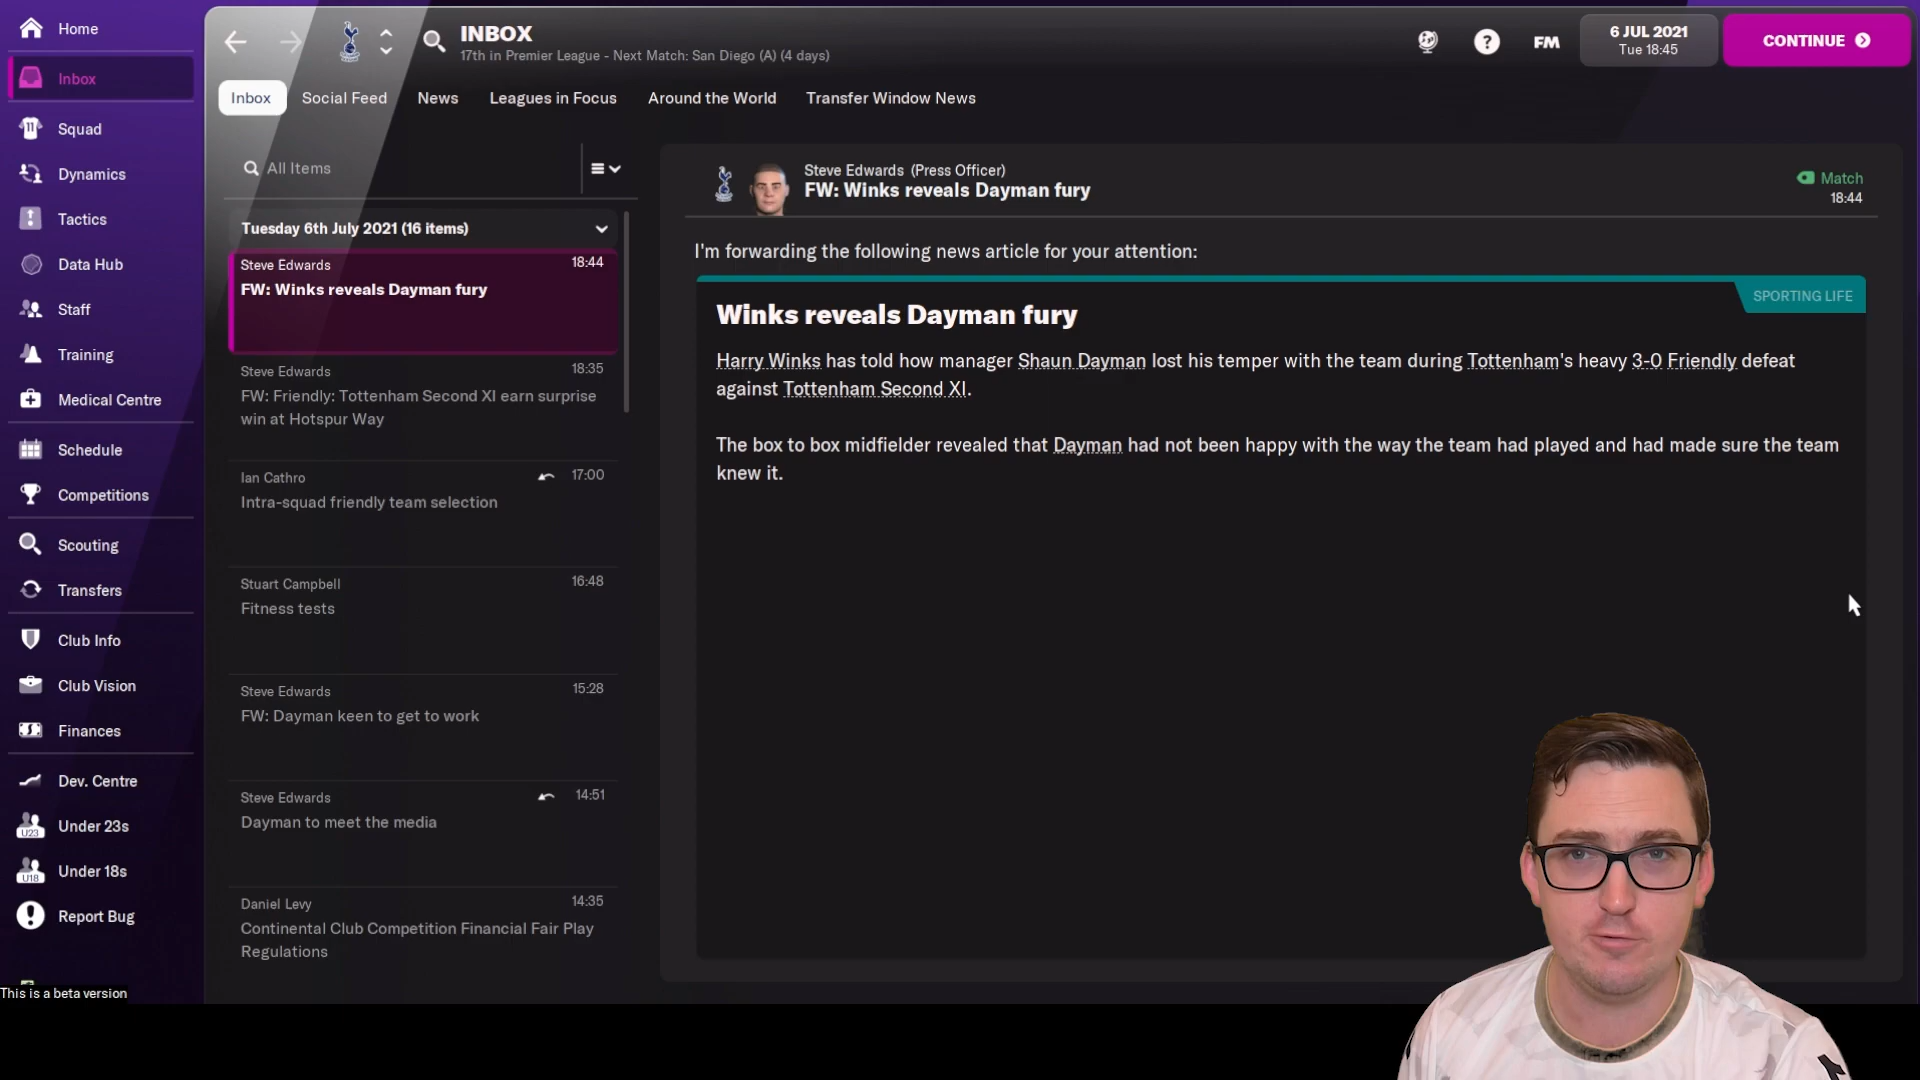 Home
Inbox
Squad
Dynamics
Tactics
Data Hub
Staff
Training
Medical Centre
Schedule
Competitions
Scouting
Transfers
Club Info
Club Vision
Finances
Dev. Centre
U23
Under 23s
U18
Under 18s
Report Bug
This is a beta version
INBOX
17th in Premier League - Next Match: San Diego (A) (4 days)
?
FM
6 JUL 2021
Tue 18:45
CONTINUE
Inbox
Social Feed
News
Leagues in Focus
Around the World
Transfer Window News
All Items
Tuesday 6th July 2021 (16 items)
Steve Edwards 18:44
FW: Winks reveals Dayman fury
Steve Edwards 18:35
FW: Friendly: Tottenham Second XI earn surprise
win at Hotspur Way
Ian Cathro 17:00
Intra-squad friendly team selection
Stuart Campbell 16:48
Fitness tests
Steve Edwards 15:28
FW: Dayman keen to get to work
Steve Edwards 14:51
Dayman to meet the media
Daniel Levy 14:35
Continental Club Competition Financial Fair Play
Regulations
Steve Edwards (Press Officer)
FW: Winks reveals Dayman fury
Match
18:44
I'm forwarding the following news article for your attention:
SPORTING LIFE
Winks reveals Dayman fury
Harry Winks has told how manager Shaun Dayman lost his temper with the team during Tottenham's heavy 3-0 Friendly defeat
against Tottenham Second XI.
The box to box midfielder revealed that Dayman had not been happy with the way the team had played and had made sure the team
knew it.